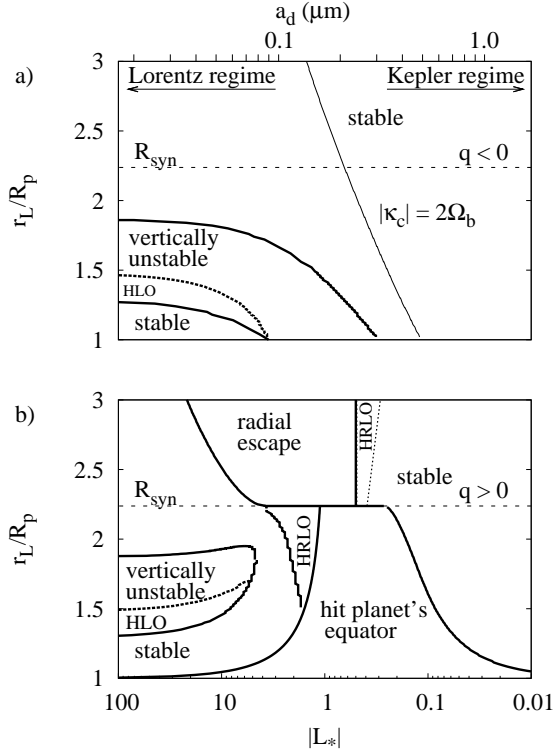 a_d (μm)
0.1 1.0
a)
Lorentz regime Kepler regime
3
stable
R_syn q < 0
r_L/R_p
2
|κ_c| = 2Ω_b
vertically
unstable
1.5
HLO
stable
1
b)
3
radial
escape
HRLO
stable
R_syn q > 0
2.5
r_L/R_p
2
vertically
unstable
HRLO
1.5
HLO
hit planet's
equator
stable
1
100 10 1 0.1 0.01
|L_*|